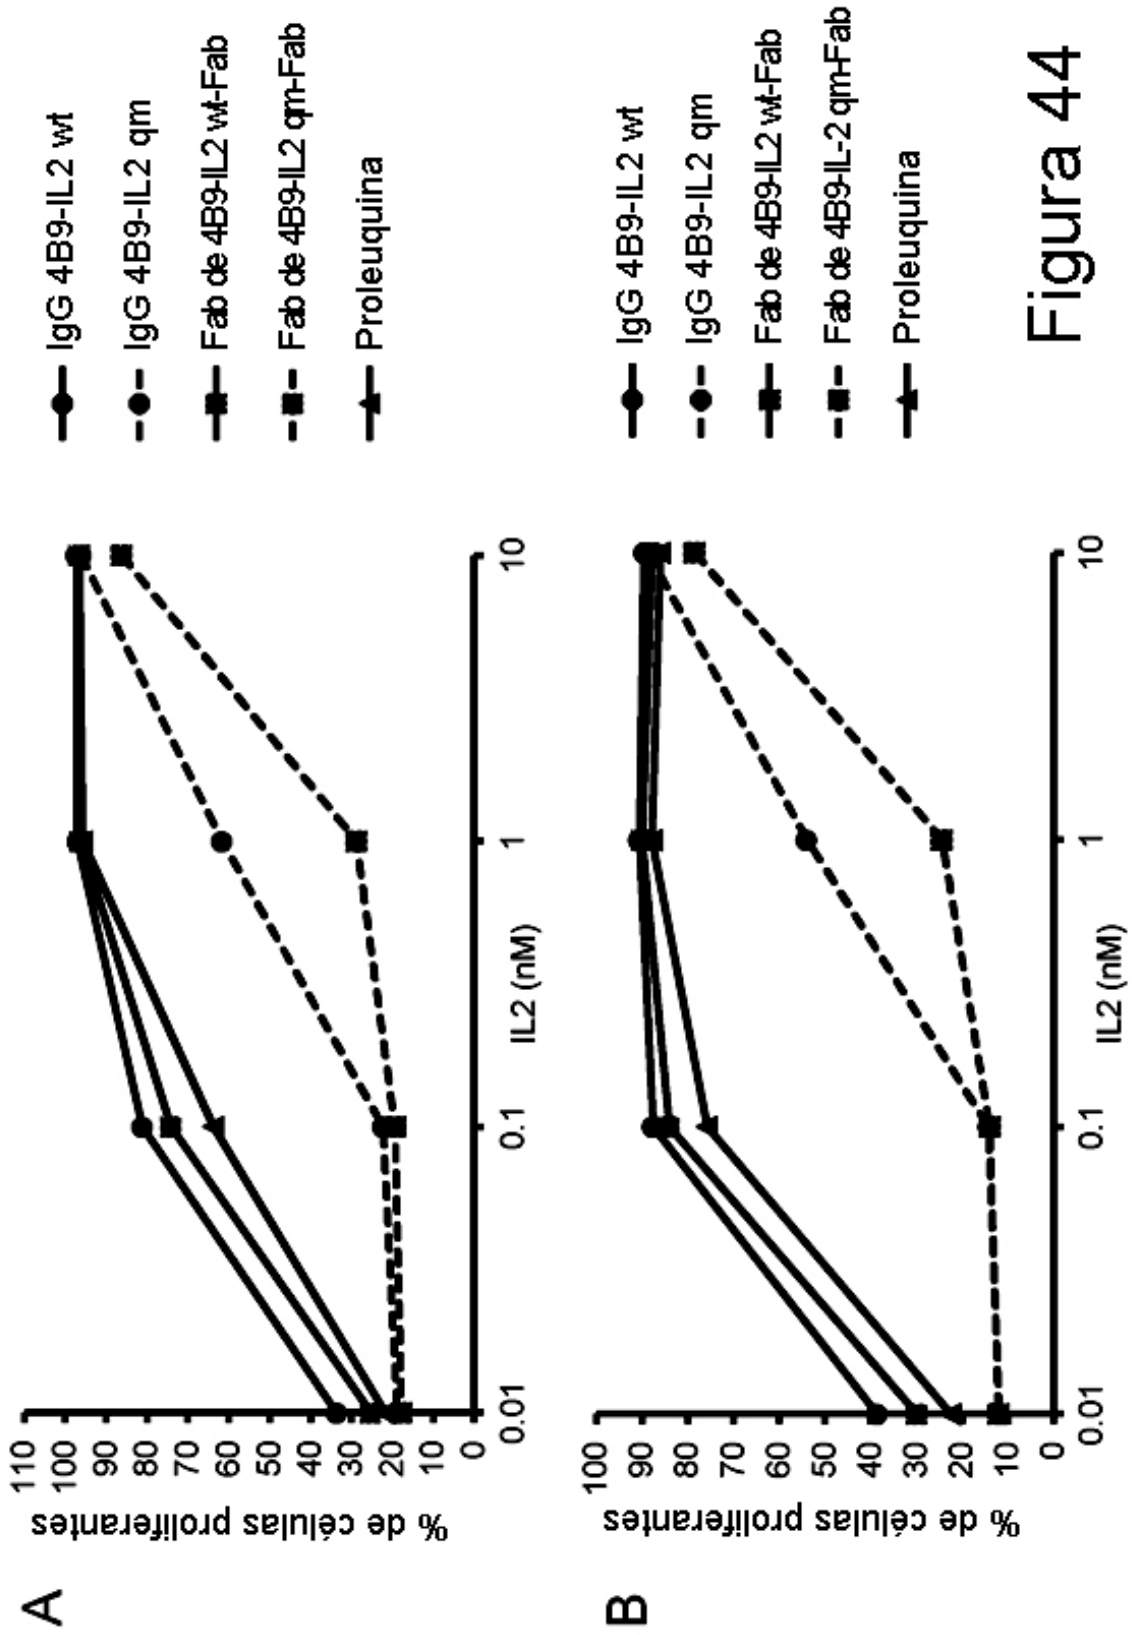 A
% de células proliferantes
110
100
90
80
70
60
50
40
30
20
10
0
0.01
0.1
1
10
IL2 (nM)
IgG 4B9-IL2 wt
IgG 4B9-IL2 qm
Fab de 4B9-IL2 wt-Fab
Fab de 4B9-IL2 qm-Fab
Proleuquina
B
% de células proliferantes
100
90
80
70
60
50
40
30
20
10
0
0.01
0.1
1
10
IL2 (nM)
IgG 4B9-IL2 wt
IgG 4B9-IL2 qm
Fab de 4B9-IL2 wt-Fab
Fab de 4B9-IL-2 qm-Fab
Proleuquina
Figura 44